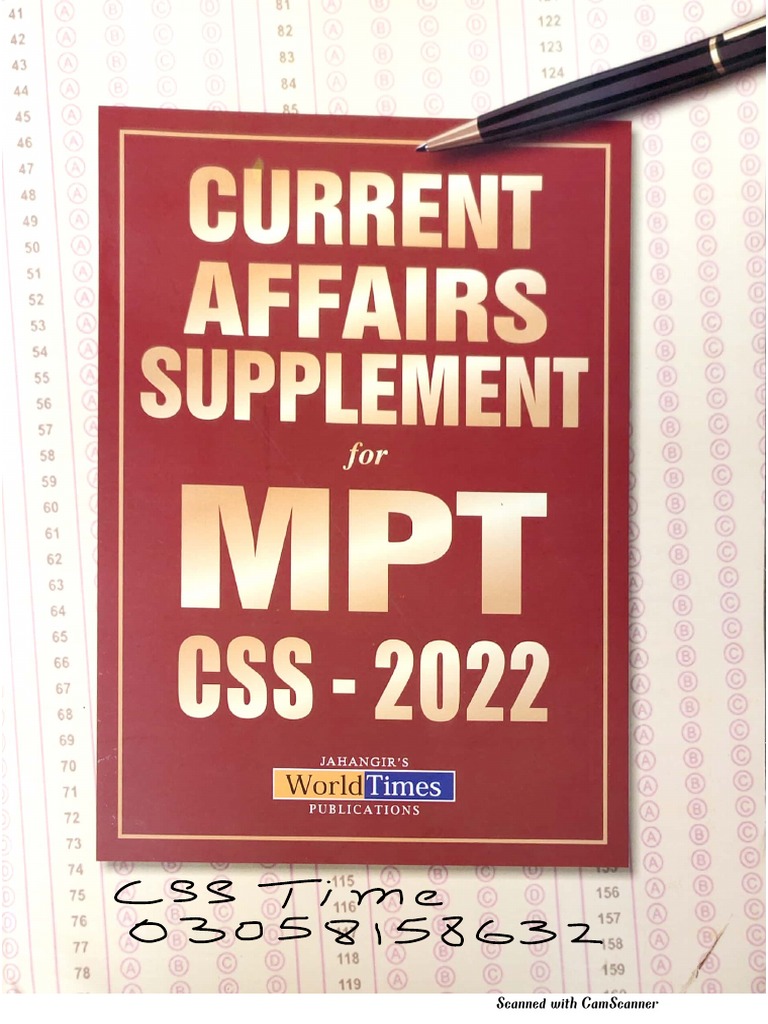 CURRENT
AFFAIRS
SUPPLEMENT
for
MPT
CSS - 2022
JAHANGIR'S
WorldTimes
PUBLICATIONS
CSS Time
03058158632
Scanned with CamScanner